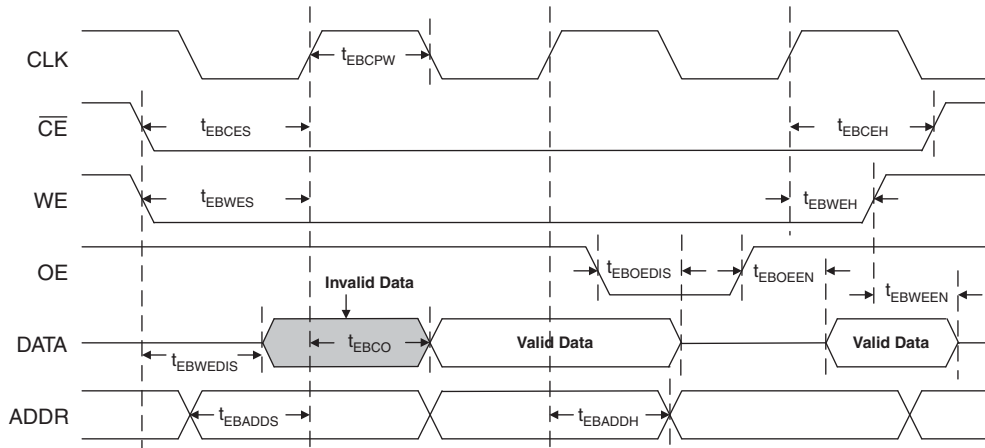 CLK
tEBCPW
CE
tEBCES
tEBCEH
WE
tEBWES
tEBWEH
OE
tEBOEDIS
tEBOEEN
tEBWEEN
Invalid Data
DATA
tEBCO
Valid Data
Valid Data
tEBWEDIS
ADDR
tEBADDS
tEBADDH